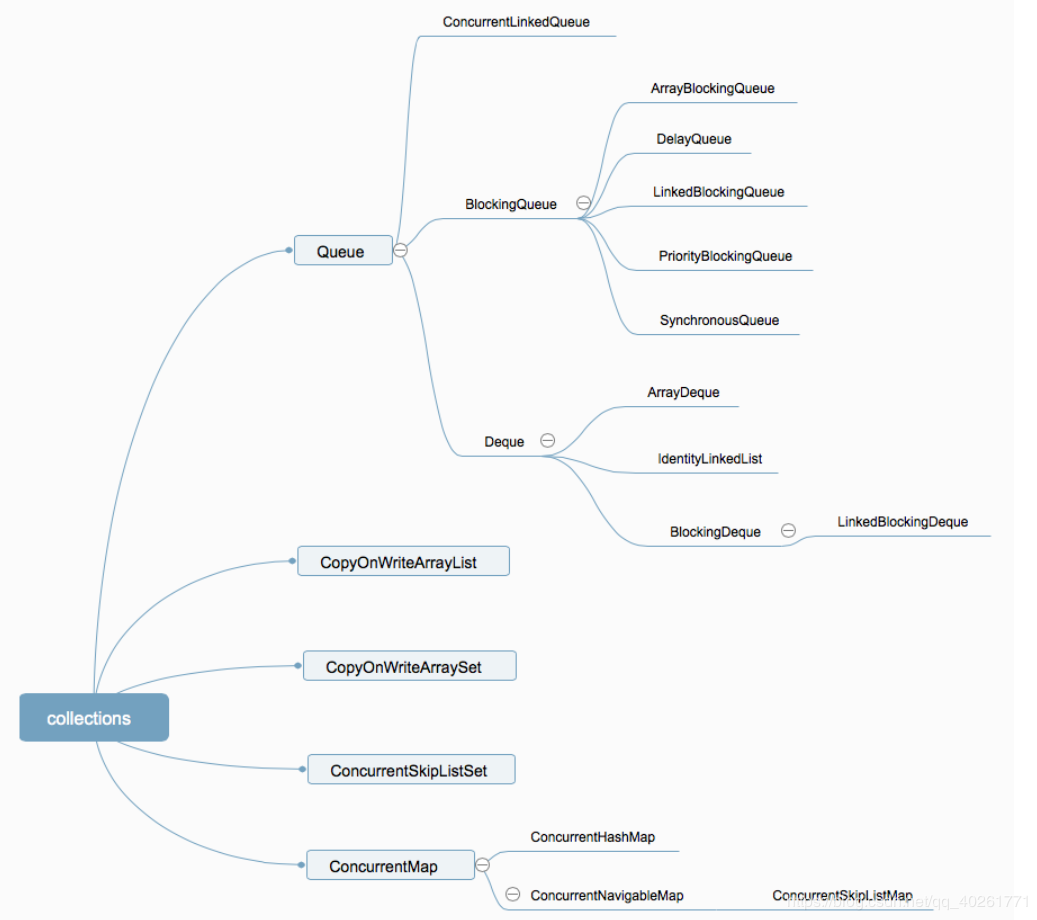 ConcurrentLinkedQueue
ArrayBlockingQueue
DelayQueue
LinkedBlockingQueue
BlockingQueue
PriorityBlockingQueue
Queue
SynchronousQueue
ArrayDeque
Deque
IdentityLinkedList
BlockingDeque
LinkedBlockingDeque
CopyOnWriteArrayList
CopyOnWriteArraySet
collections
ConcurrentSkipListSet
ConcurrentHashMap
ConcurrentMap
ConcurrentNavigableMap
ConcurrentSkipListMap
https://blog.csdn.net/qq_40261771